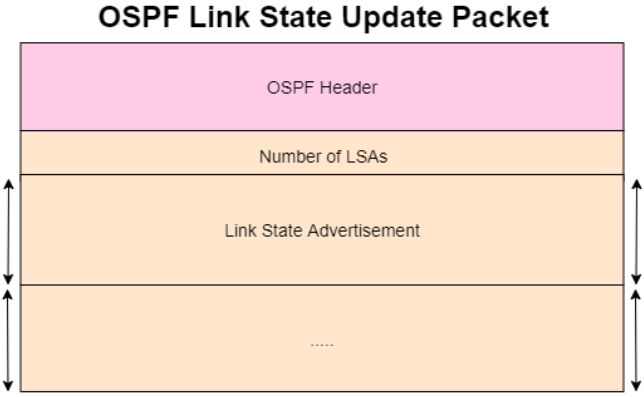 OSPF Link State Update Packet
OSPF Header
Number of LSAs
Link State Advertisement
.....